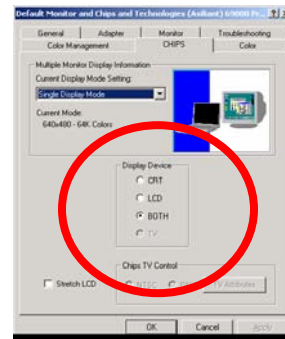 Default Monitor and Chips and Technologies (Asiliant) 69000 Pr...
General Adapter Monitor Troubleshooting
Color Management CHIPS Color
Multiple Monitor Display Information
Current Display Mode Setting:
Single Display Mode
Current Mode:
640x480 - 64K Colors
Display Device
CRT
LCD
BOTH
TV
Chips TV Control
Stretch LCD NTSC TV Attributes
OK Cancel Apply